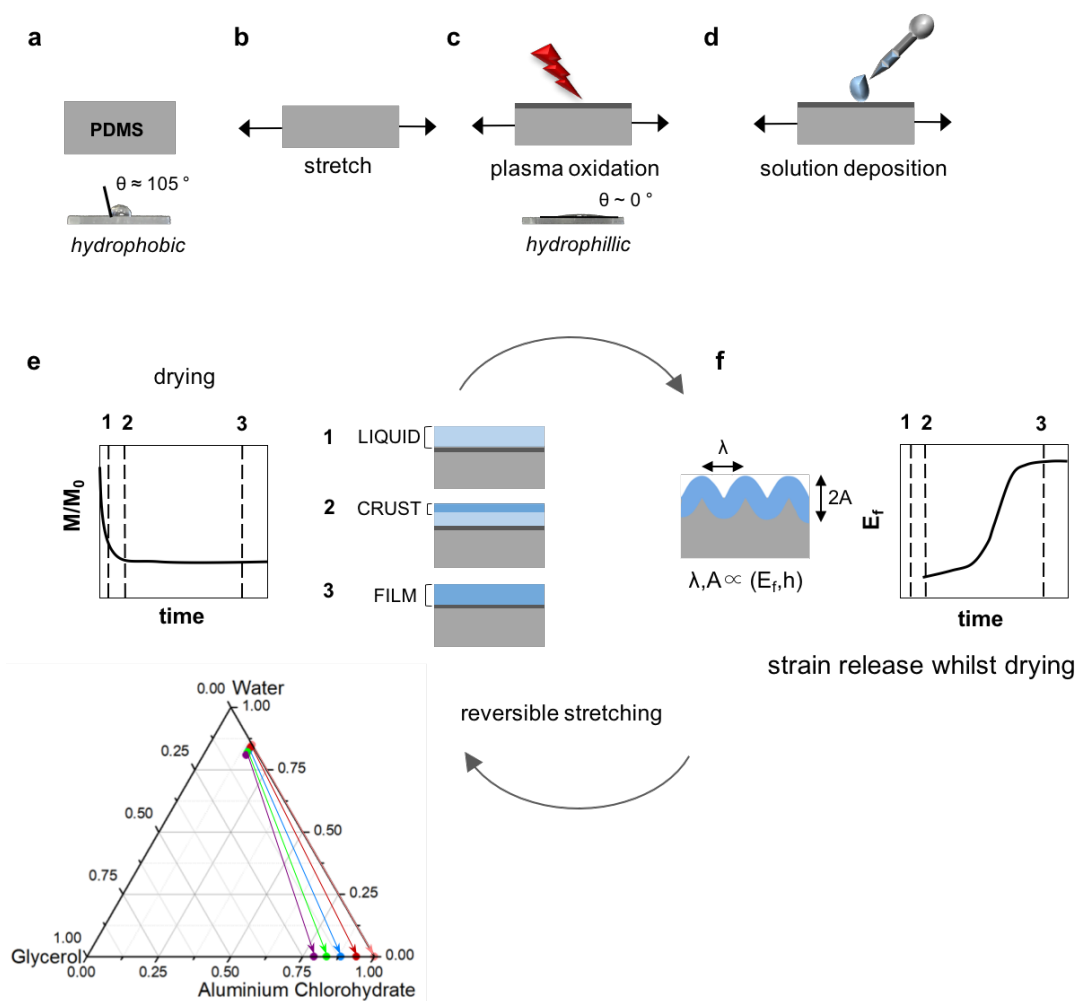 a
b
c
d
PDMS
stretch
plasma oxidation
solution deposition
θ ≈ 105 °
hydrophobic
θ ~ 0 °
hydrophillic
e
drying
1 2 3
M/M0
time
1 LIQUID
2 CRUST
3 FILM
f
λ
2A
λ,A ∝ (Ef,h)
1 2 3
Ef
time
strain release whilst drying
reversible stretching
0.00 Water
1.00
0.25
0.75
0.50
0.50
0.75
0.25
1.00
Glycerol
0.00
0.00 0.25 0.50 0.75 1.00
Aluminium Chlorohydrate